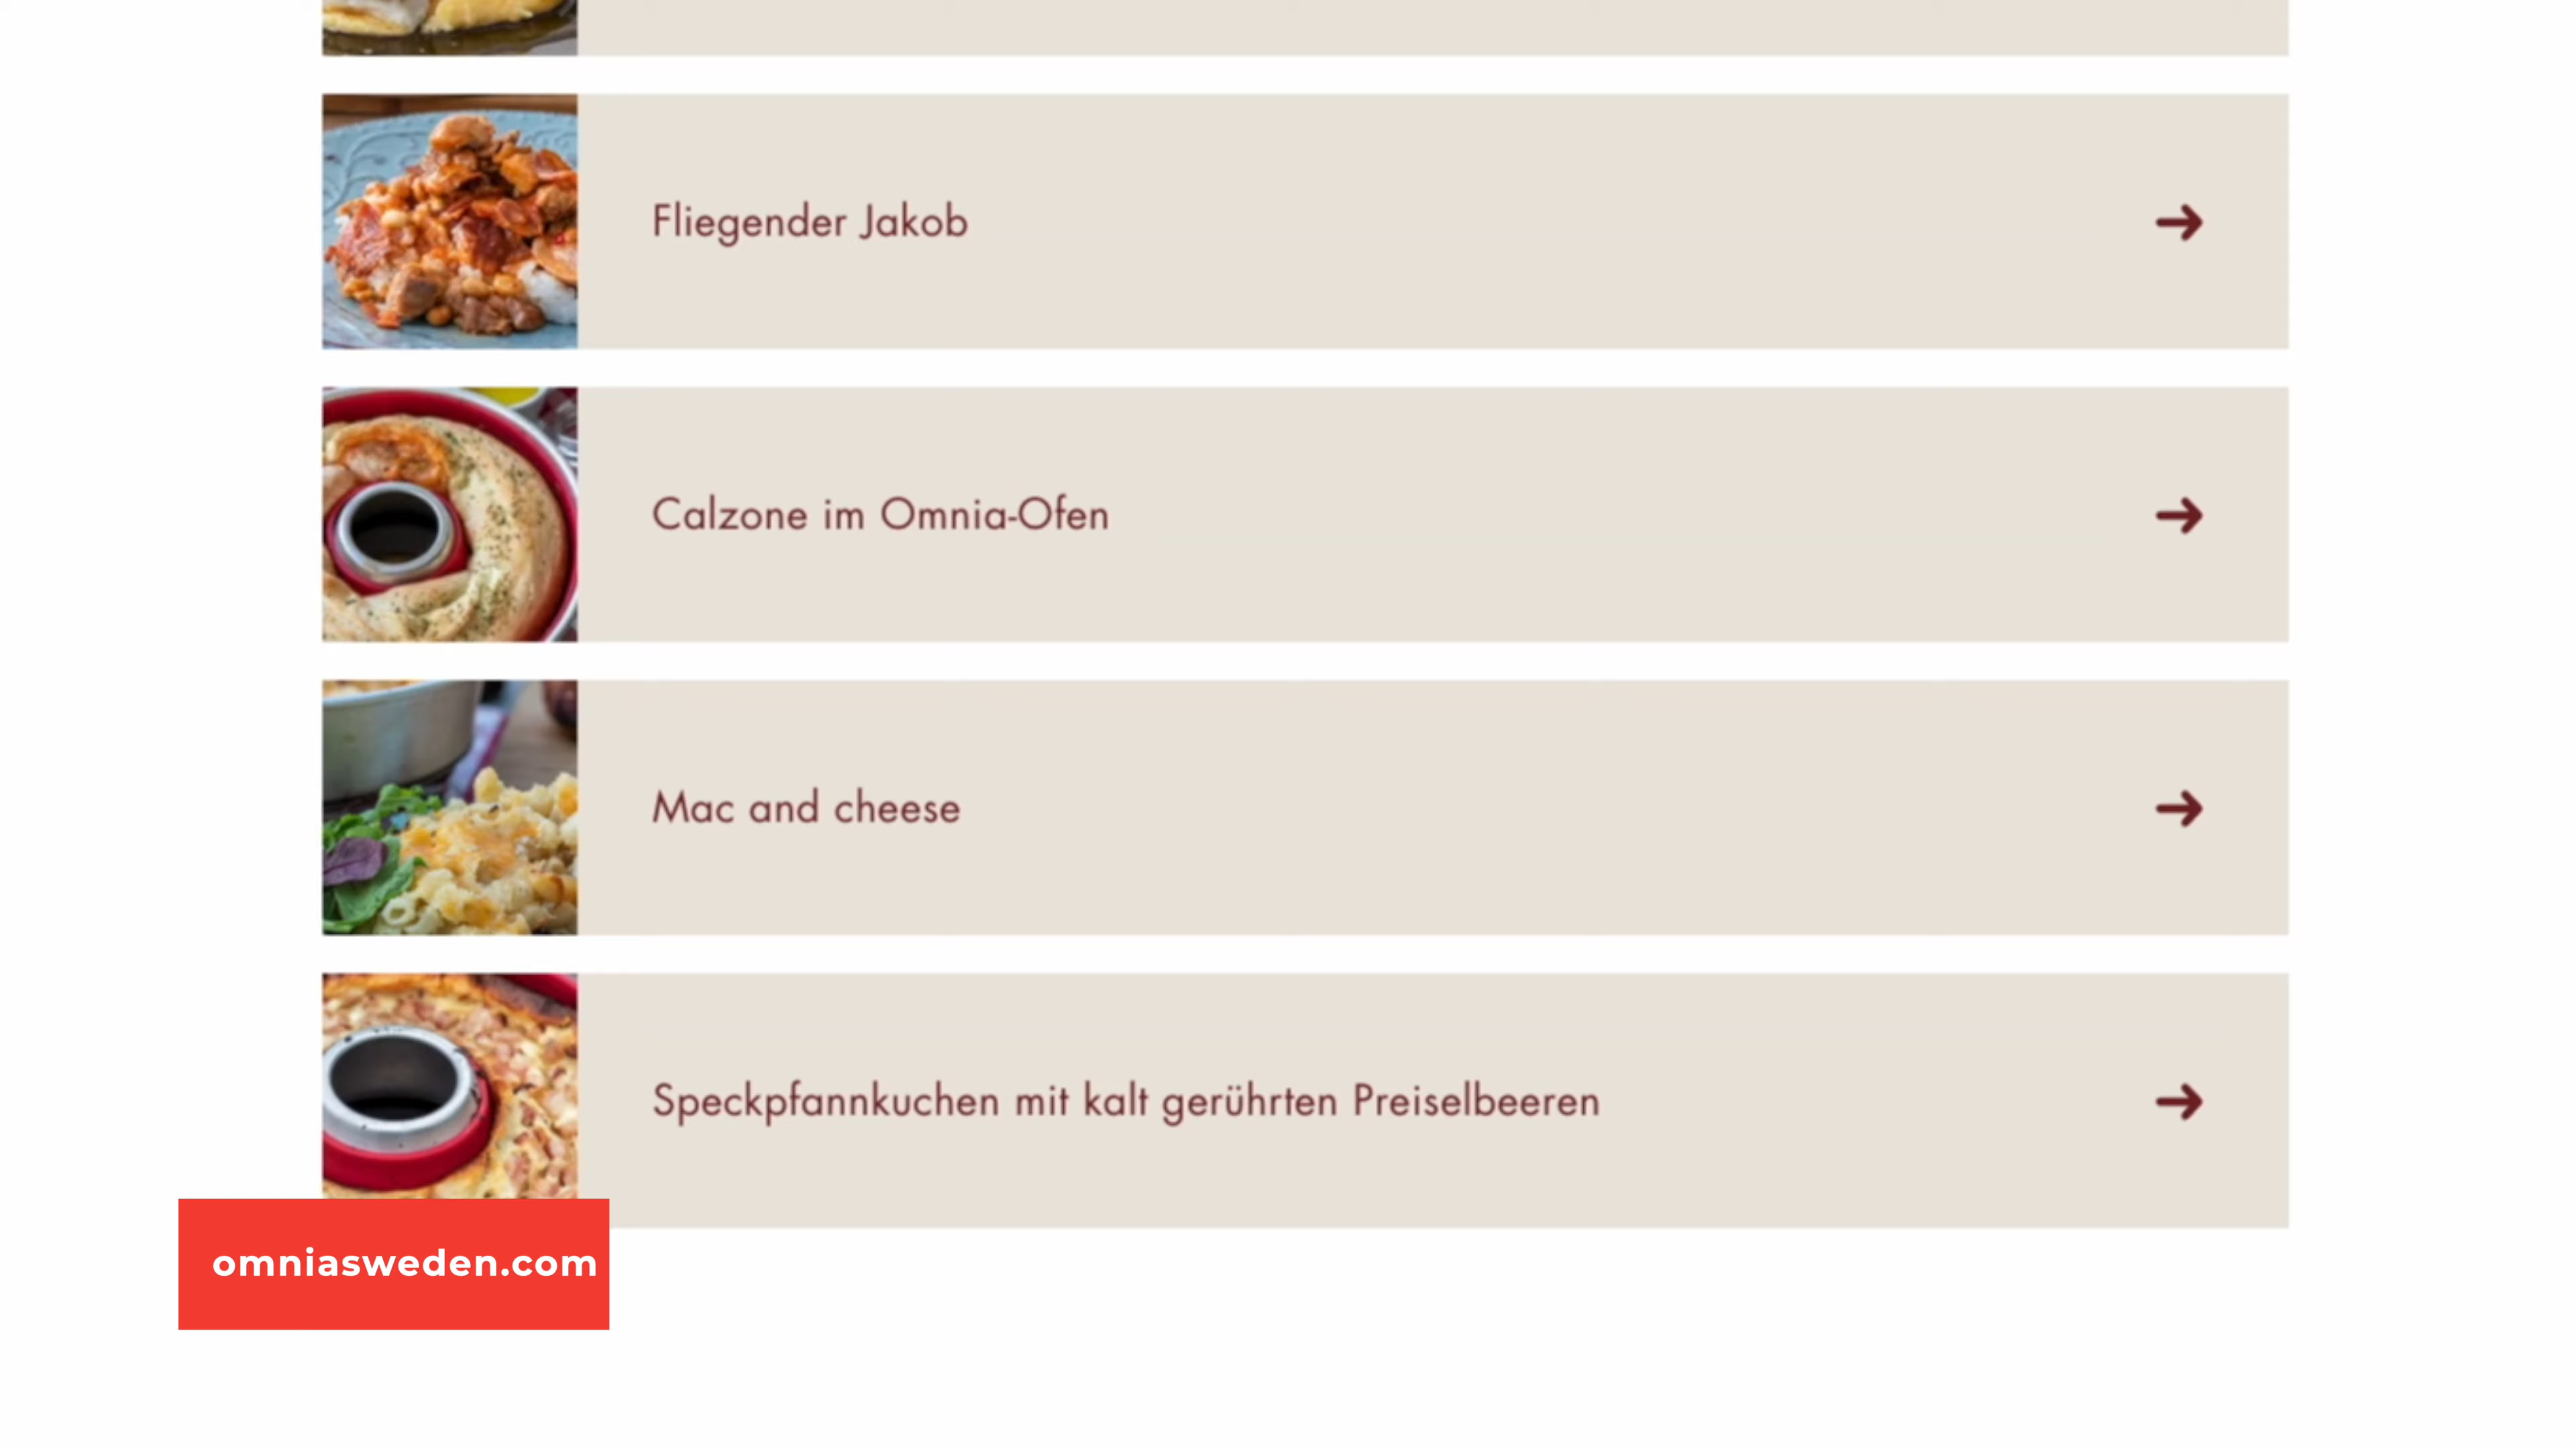 Fliegender Jakob
Calzone im Omnia-Ofen
Mac and cheese
Speckpfannkuchen mit kalt gerührten Preiselbeeren
omniasweden.com